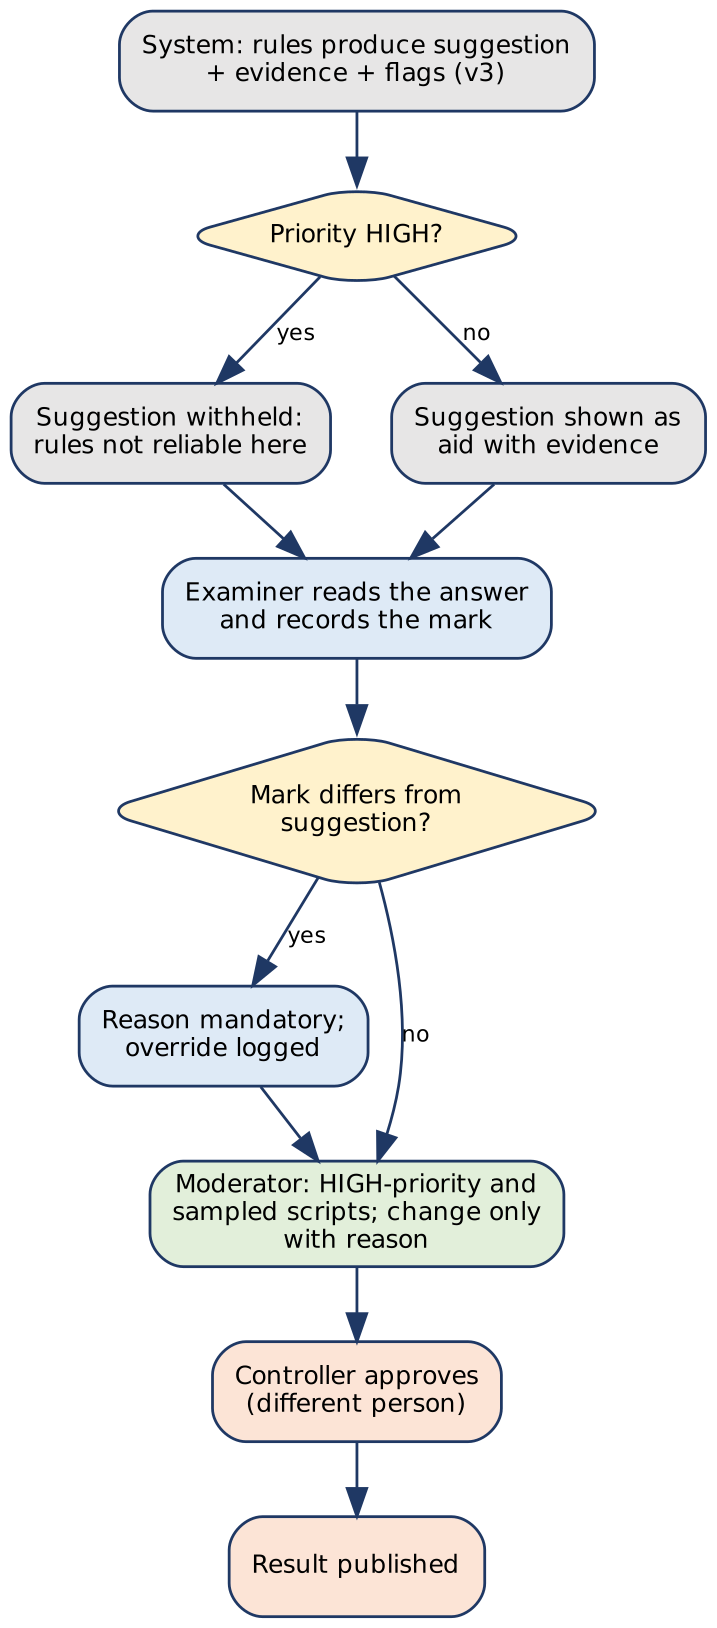 System: rules produce suggestion
+ evidence + flags (v3)
Priority HIGH?
yes
no
Suggestion withheld:
rules not reliable here
Suggestion shown as
aid with evidence
Examiner reads the answer
and records the mark
Mark differs from
suggestion?
yes
Reason mandatory;
override logged
no
Moderator: HIGH-priority and
sampled scripts; change only
with reason
Controller approves
(different person)
Result published